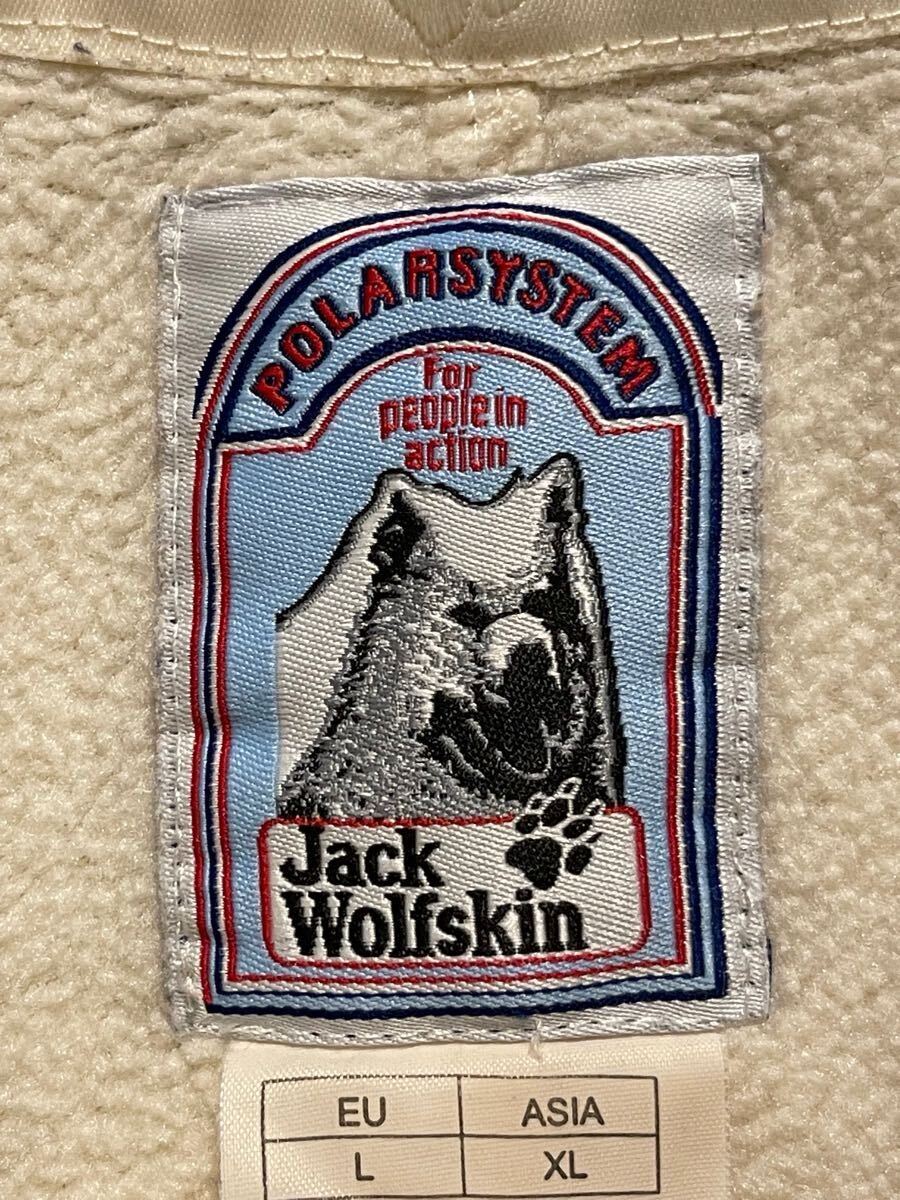 POLARSYSTEM
For
people in
action
Jack
Wolfskin
EU ASIA
L XL